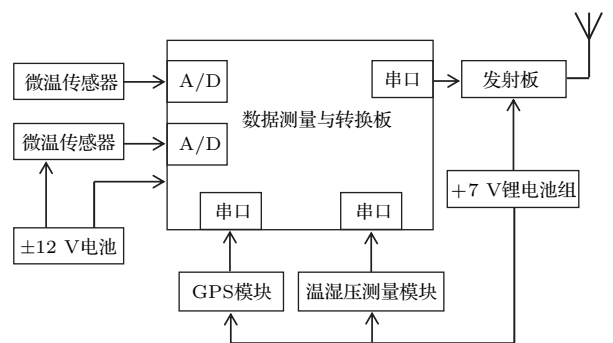 微温传感器
A/D
串口
发射板
数据测量与转换板
微温传感器
A/D
+7 V锂电池组
串口
串口
±12 V电池
GPS模块
温湿压测量模块